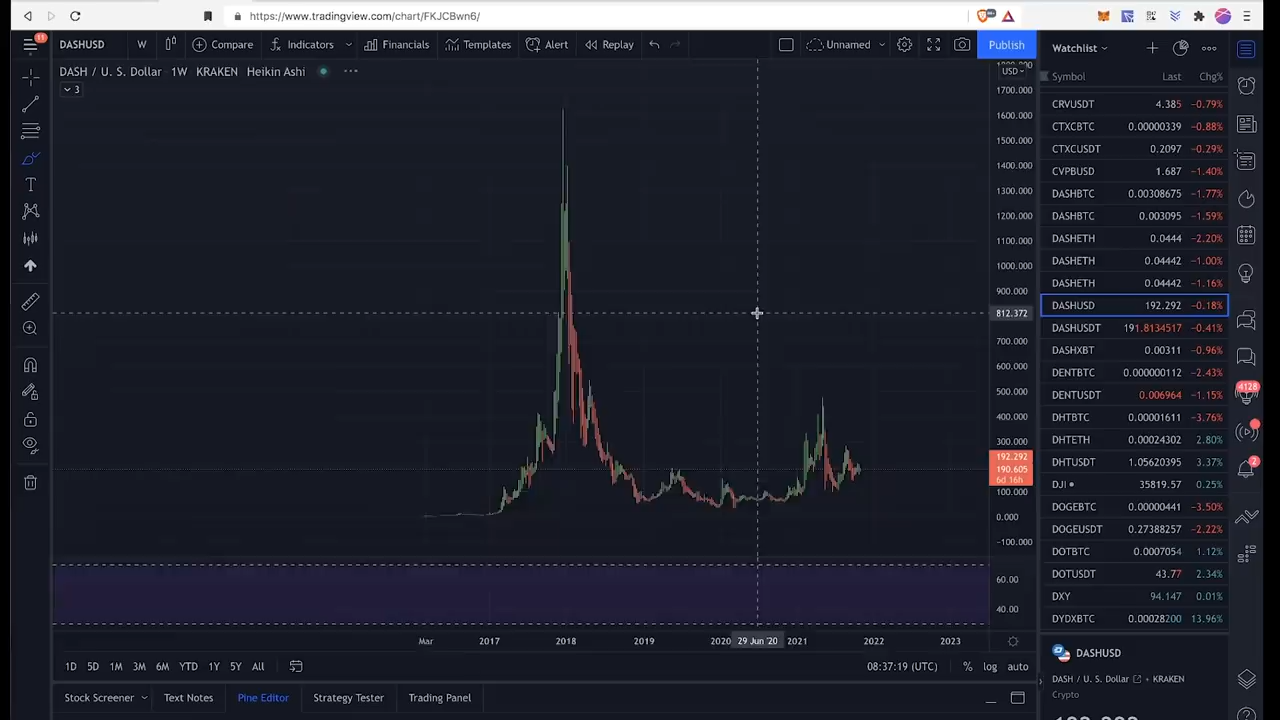 https://www.tradingview.com/chart/FKJCBwn6/
11
DASHUSD W Compare Indicators Financials Templates Alert Replay Unnamed Publish
DASH / U. S. Dollar 1W KRAKEN Heikin Ashi
3
USD
1700.000
1600.000
1500.000
1400.000
1300.000
1200.000
1100.000
1000.000
900.000
812.372
700.000
600.000
500.000
400.000
300.000
192.292
190.605
6d 16h
100.000
0.000
-100.000
60.00
40.00
Mar 2017 2018 2019 2020 29 Jun '20 2021 2022 2023
1D 5D 1M 3M 6M YTD 1Y 5Y All 08:37:19 (UTC) % log auto
Stock Screener Text Notes Pine Editor Strategy Tester Trading Panel
Watchlist
Symbol Last Chg%
CRVUSDT 4.385 −0.79%
CTXCBTC 0.00000339 −0.88%
CTXCUSDT 0.2097 −0.29%
CVPBUSD 1.687 −1.40%
DASHBTC 0.00308675 −1.77%
DASHBTC 0.003095 −1.59%
DASHETH 0.0444 −2.20%
DASHETH 0.04442 −1.00%
DASHETH 0.04442 −1.16%
DASHUSD 192.292 −0.18%
DASHUSDT 191.8134517 −0.41%
DASHXBT 0.00311 −0.96%
DENTBTC 0.000000112 −2.43%
DENTUSDT 0.006964 −1.15%
DHTBTC 0.00001611 −3.76%
DHTETH 0.00024302 2.80%
DHTUSDT 1.05620395 3.37%
DJI 35819.57 0.25%
DOGEBTC 0.00000441 −3.50%
DOGEUSDT 0.27388257 −2.22%
DOTBTC 0.0007054 1.12%
DOTUSDT 43.77 2.34%
DXY 94.147 0.01%
DYDXBTC 0.00028200 13.96%
DASHUSD
DASH / U. S. Dollar • KRAKEN
Crypto
4128
2